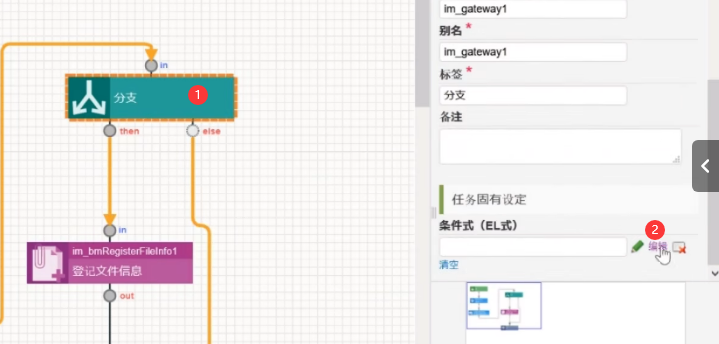 in
分支
1
then
else
in
im_bmRegisterFileInfo1
登记文件信息
out
im_gateway1
别名 *
im_gateway1
标签 *
分支
备注
任务固有设定
条件式（EL式）
2
编辑
清空